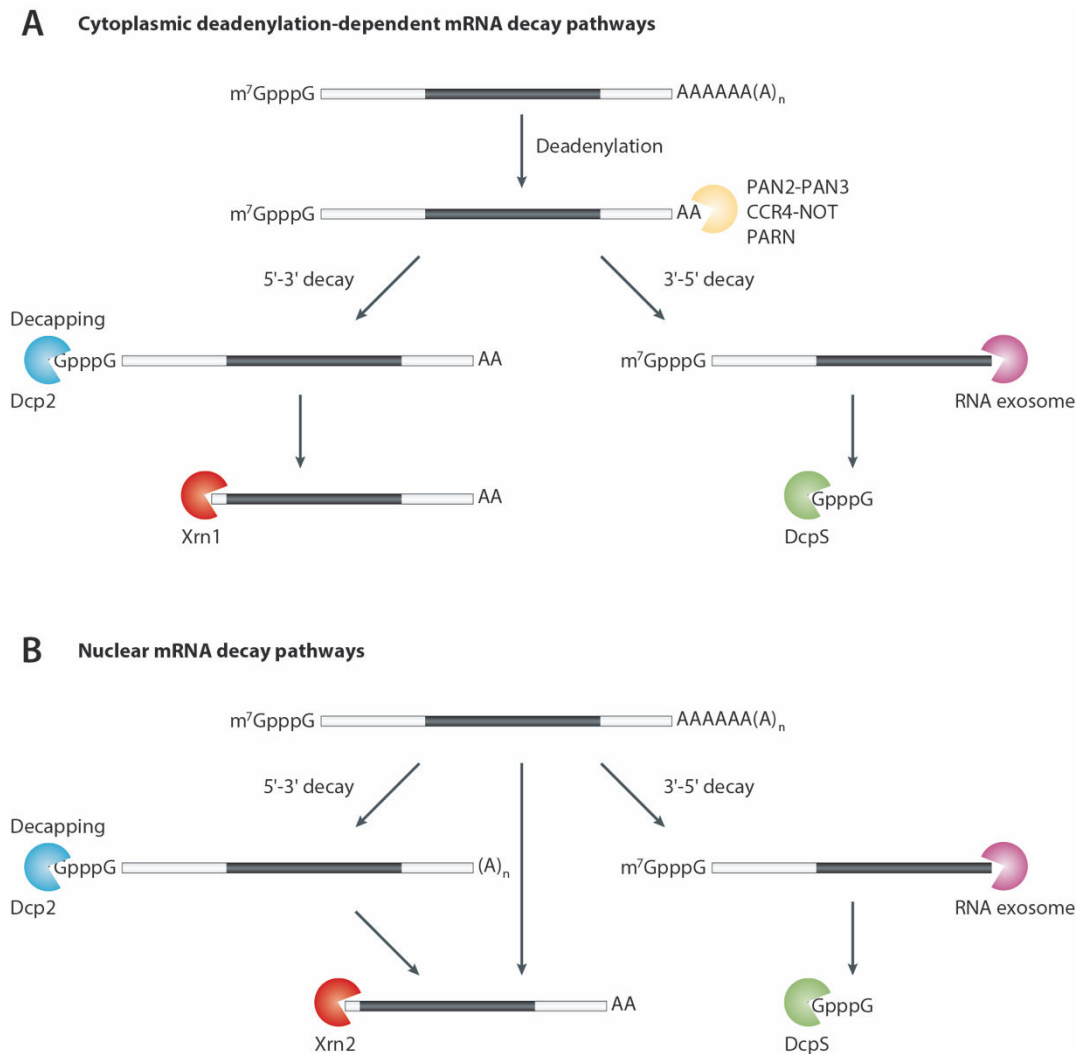 A Cytoplasmic deadenylation-dependent mRNA decay pathways
m⁷GpppG AAAAAA(A)ₙ
Deadenylation
m⁷GpppG AA
PAN2-PAN3
CCR4-NOT
PARN
5'-3' decay 3'-5' decay
Decapping
GpppG AA
Dcp2
m⁷GpppG
RNA exosome
Xrn1
AA
GpppG
DcpS
B Nuclear mRNA decay pathways
m⁷GpppG AAAAAA(A)ₙ
5'-3' decay 3'-5' decay
Decapping
GpppG (A)ₙ
Dcp2
m⁷GpppG
RNA exosome
AA
Xrn2
GpppG
DcpS